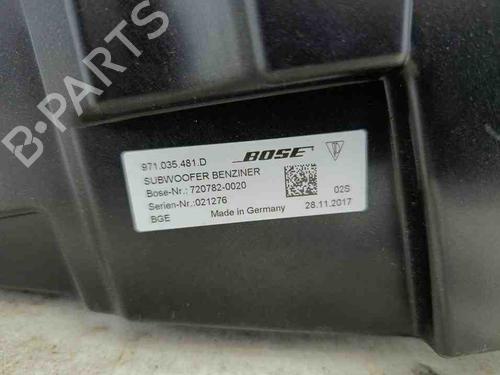 B-Parts
971.035.481.D BOSE
SUBWOOFER BENZINER
Bose-Nr.: 720782-0020
Serien-Nr.:021276 02S
BGE Made in Germany 28.11.2017